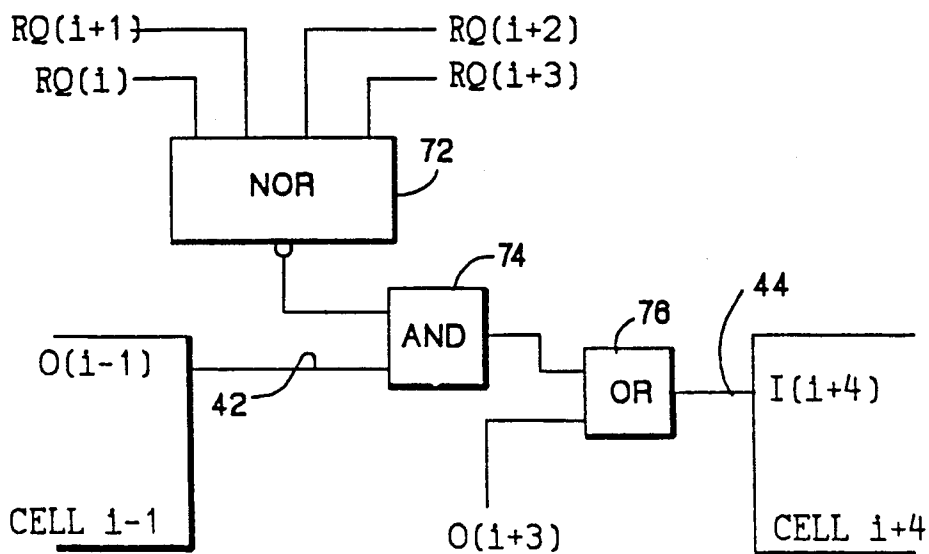 RQ(i+1) RQ(i+2)
RQ(i) RQ(i+3)
NOR 72
74
AND
76
44
O(i-1)
42
OR
I(i+4)
CELL i-1
O(i+3)
CELL i+4